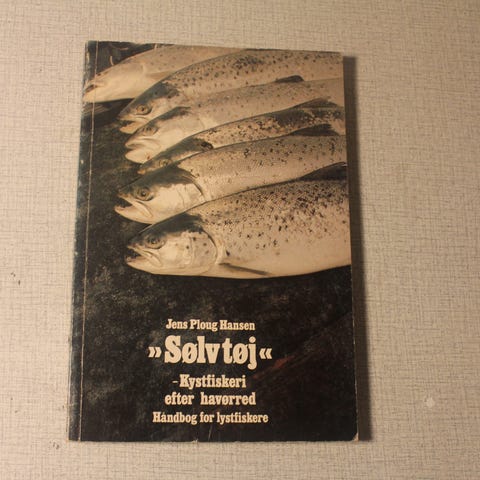 Jens Ploug Hansen
»Sølvtøj«
- Kystfiskeri
efter havørred
Håndbog for lystfiskere